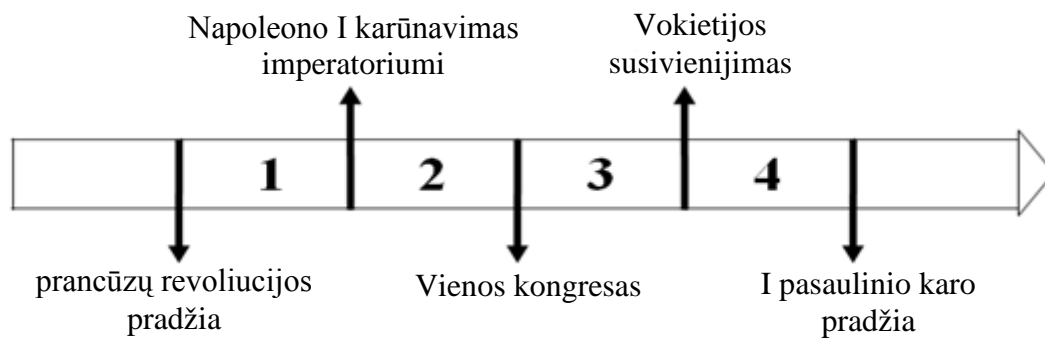 Napoleono I karūnavimas
imperatoriumi
Vokietijos
susivienijimas
1
2
3
4
prancūzų revoliucijos
pradžia
Vienos kongresas
I pasaulinio karo
pradžia